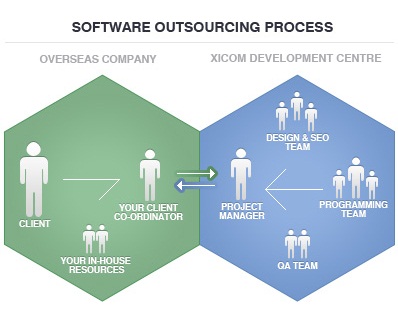 SOFTWARE OUTSOURCING PROCESS
OVERSEAS COMPANY
XICOM DEVELOPMENT CENTRE
CLIENT
YOUR CLIENT
CO-ORDINATOR
YOUR IN-HOUSE
RESOURCES
DESIGN & SEO
TEAM
PROJECT
MANAGER
PROGRAMMING
TEAM
QA TEAM